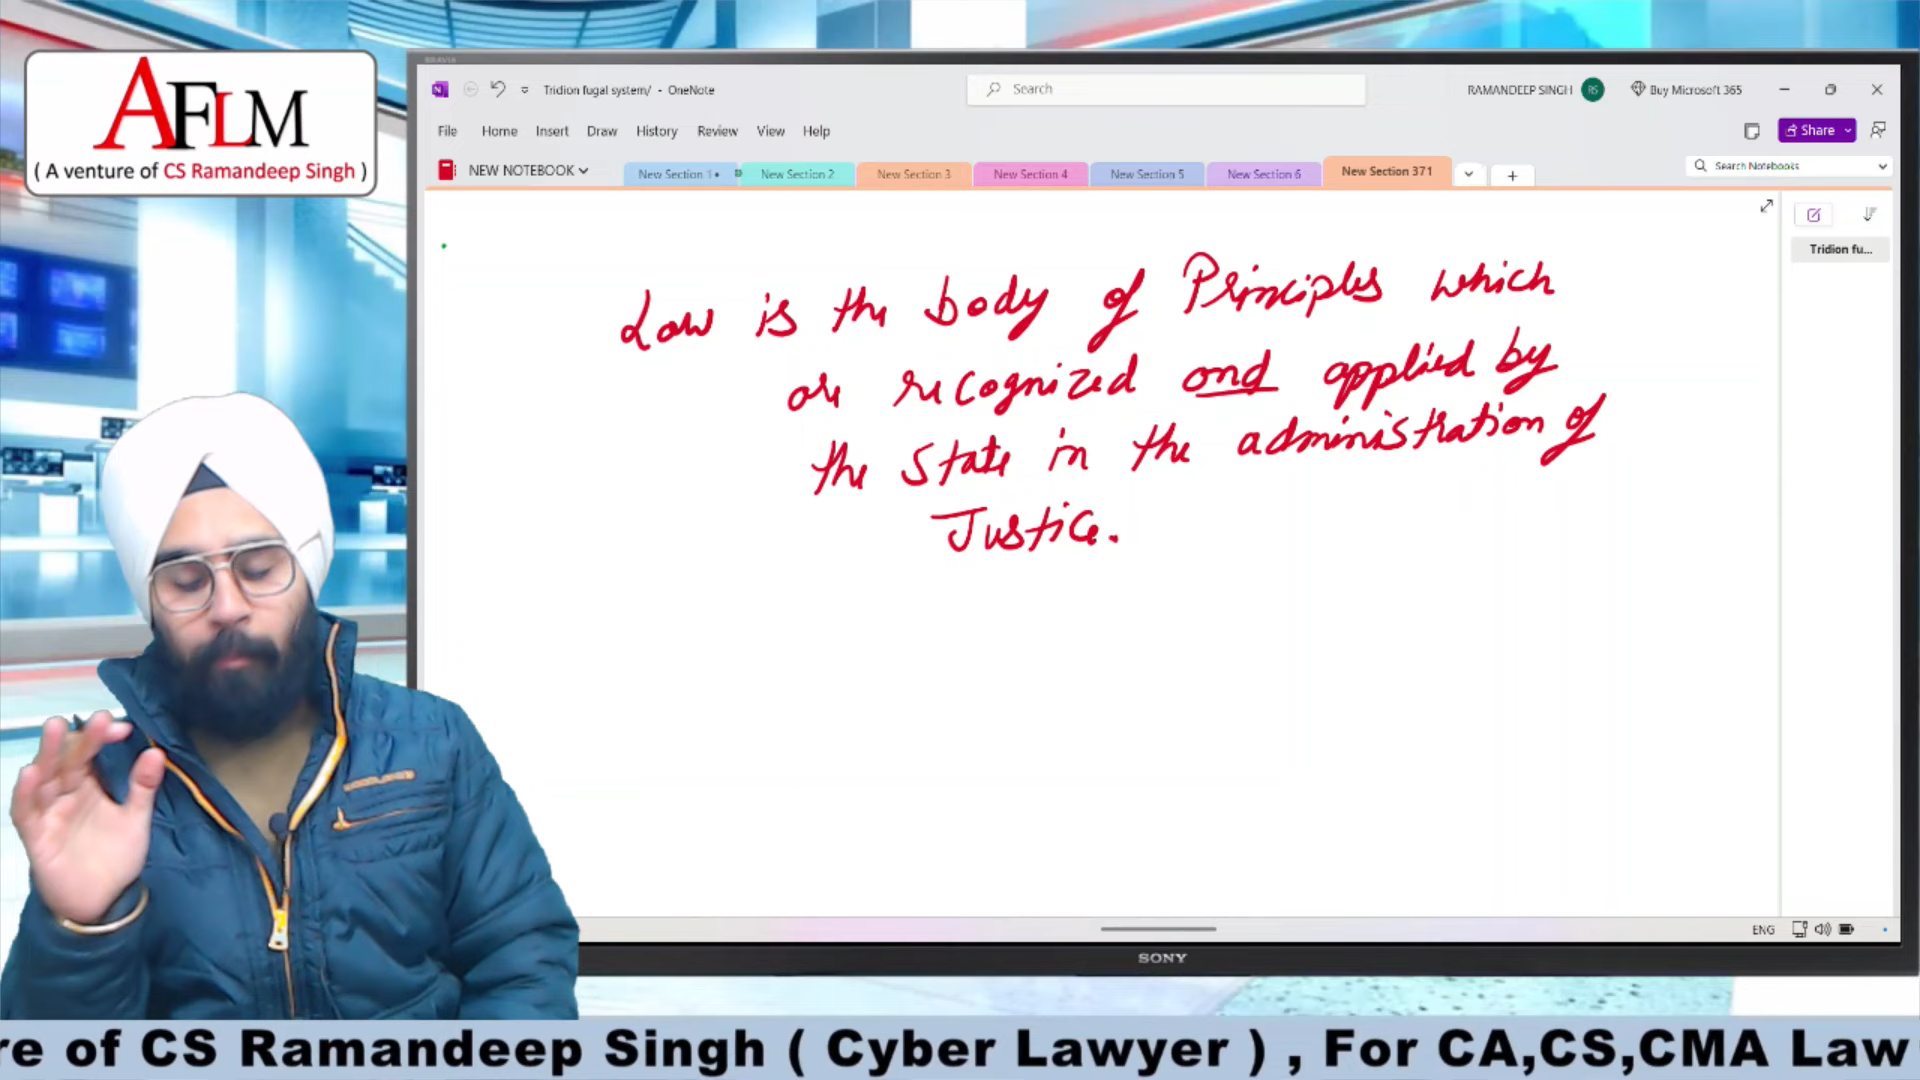 AFLM
( A venture of CS Ramandeep Singh )
Tridion fugal system/ - OneNote
Search
RAMANDEEP SINGH RS
Buy Microsoft 365
File Home Insert Draw History Review View Help
Share
NEW NOTEBOOK
New Section 1
New Section 2
New Section 3
New Section 4
New Section 5
New Section 6
New Section 371
Search Notebooks
Tridion fu...
Law is the body of Principles which
are recognized and applied by
the State in the administration of
Justice.
ENG
SONY
re of CS Ramandeep Singh ( Cyber Lawyer ) , For CA,CS,CMA Law